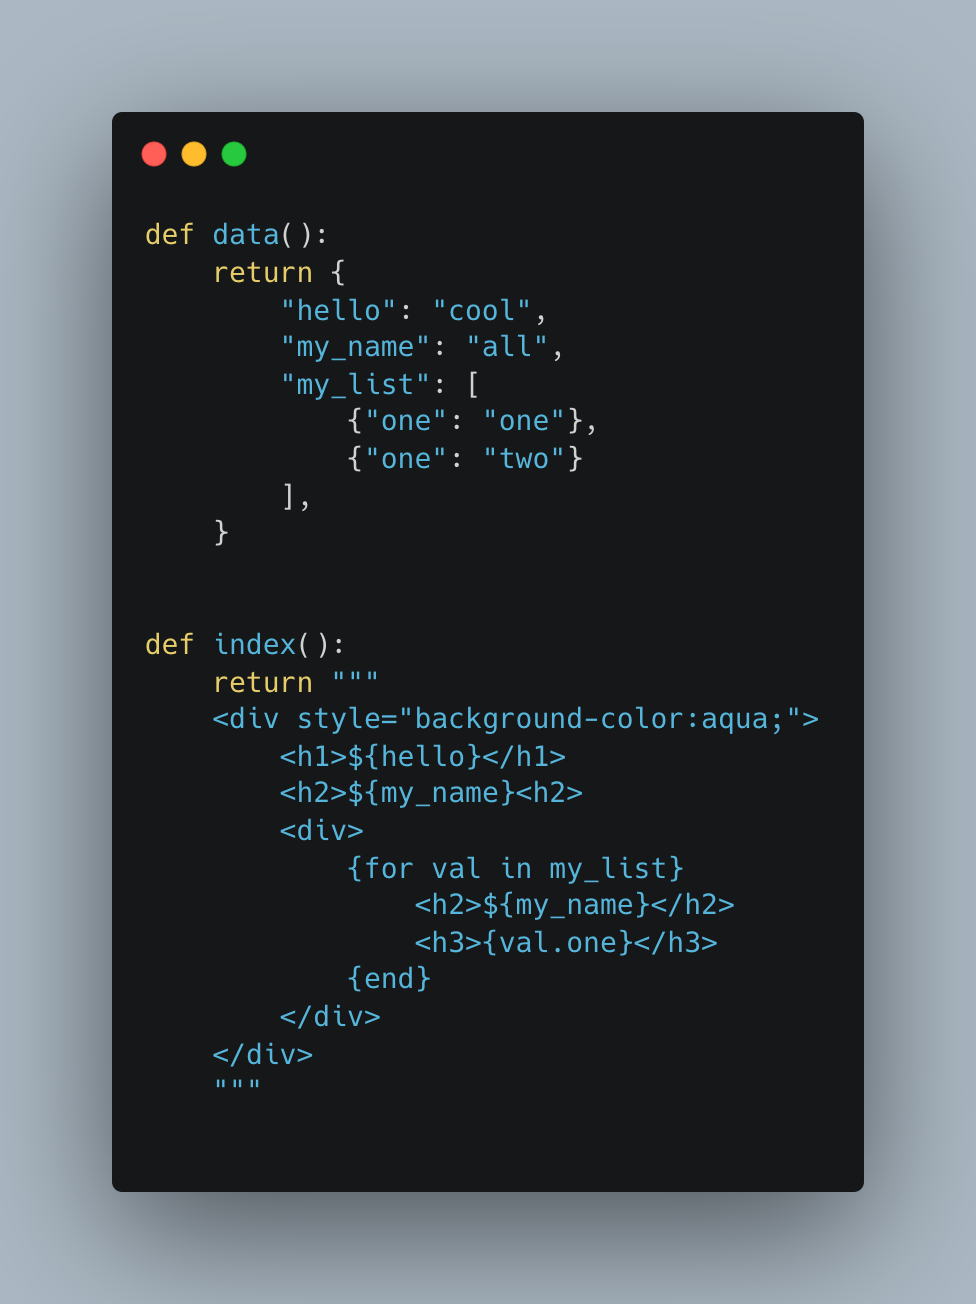 def data():
    return {
        "hello": "cool",
        "my_name": "all",
        "my_list": [
            {"one": "one"},
            {"one": "two"}
        ],
    }
def index():
    return """
    <div style="background-color:aqua;">
        <h1>${hello}</h1>
        <h2>${my_name}<h2>
        <div>
            {for val in my_list}
                <h2>${my_name}</h2>
                <h3>{val.one}</h3>
            {end}
        </div>
    </div>
    """